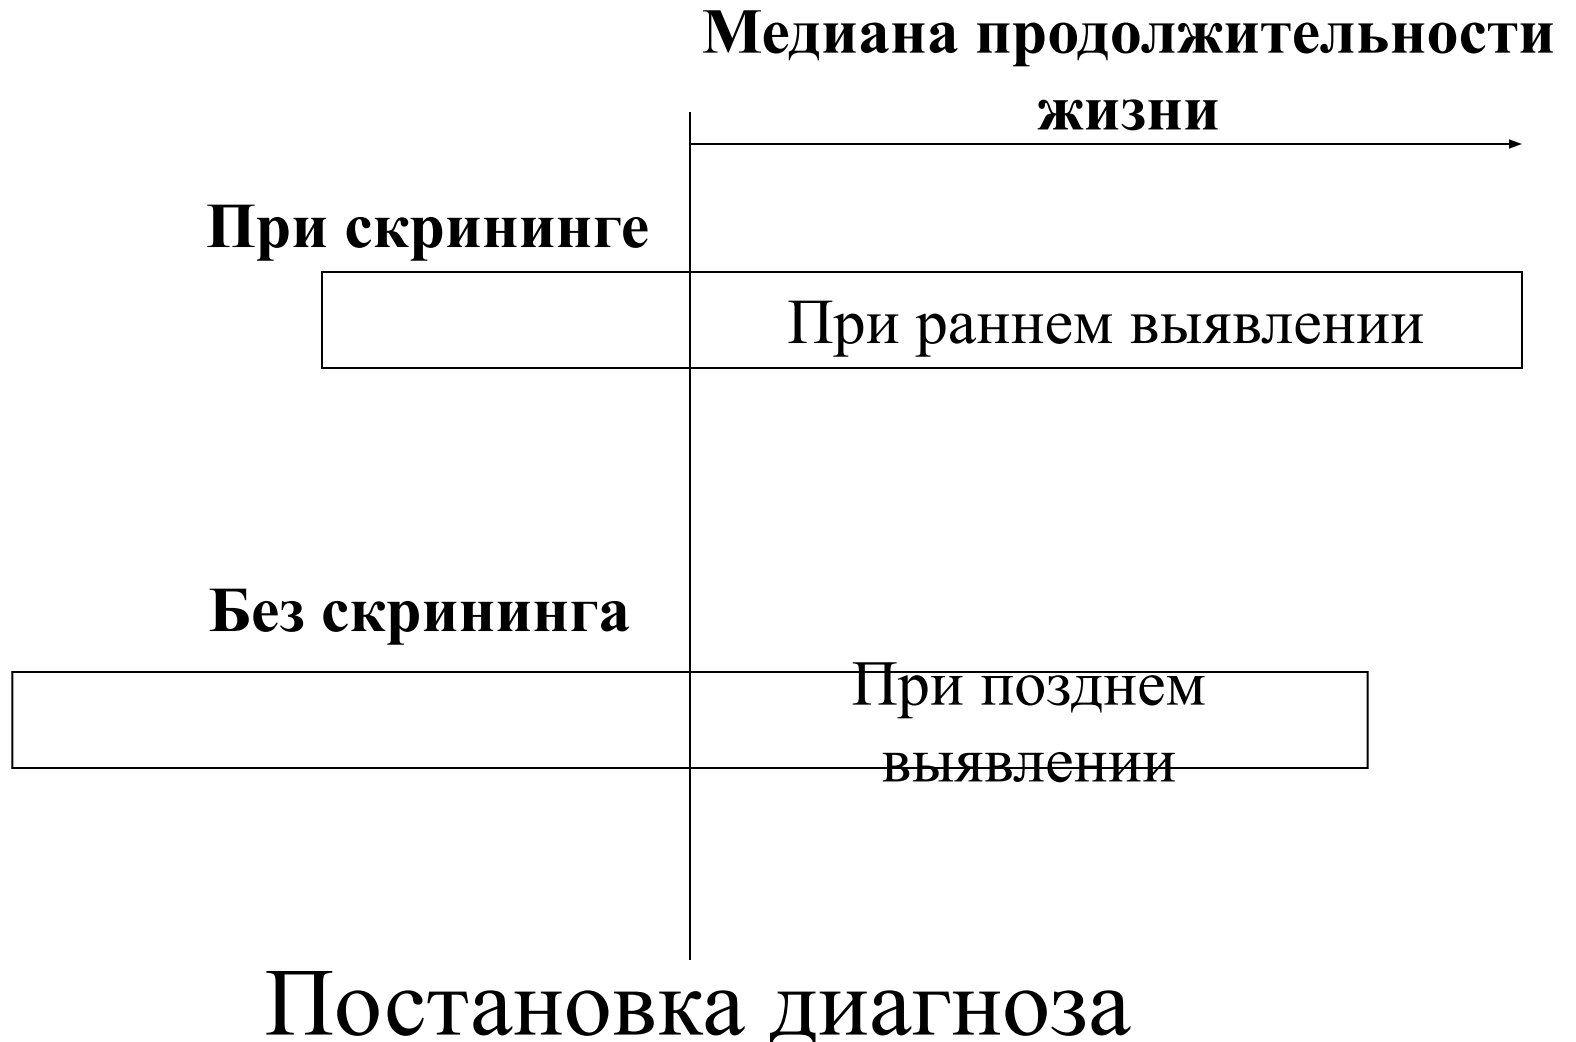 Медиана продолжительности
жизни
При скрининге
При раннем выявлении
Без скрининга
При позднем
выявлении
Постановка диагноза